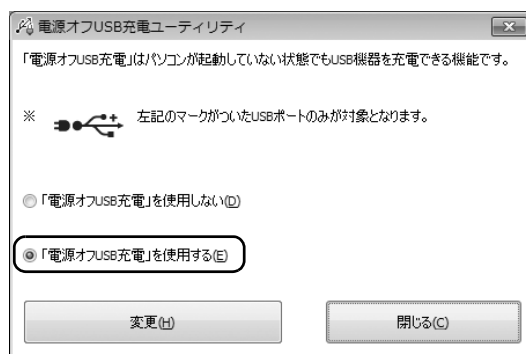 電源オフUSB充電ユーティリティ
「電源オフUSB充電」はパソコンが起動していない状態でもUSB機器を充電できる機能です。
※ 左記のマークがついたUSBポートのみが対象となります。
「電源オフUSB充電」を使用しない(D)
「電源オフUSB充電」を使用する(E)
変更(H) 閉じる(C)